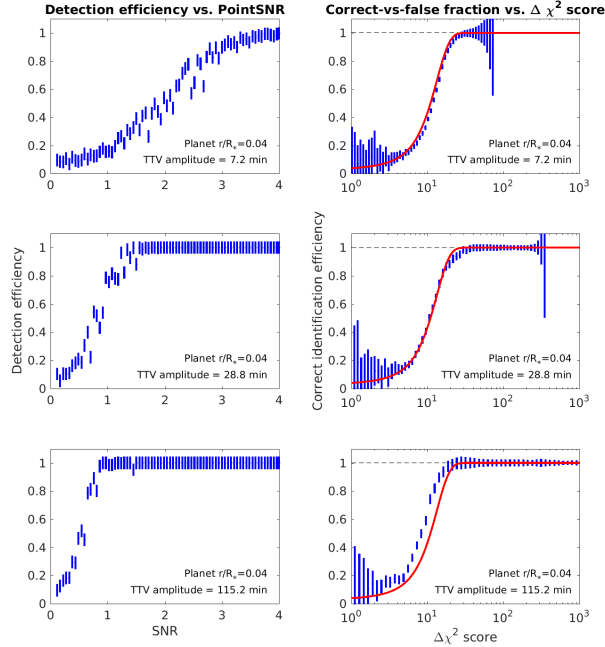 Detection efficiency vs. PointSNR
1
0.8
0.6
0.4
0.2
0
0 1 2 3 4
Planet r/R*=0.04
TTV amplitude = 7.2 min
Correct-vs-false fraction vs. Δ χ² score
1
0.8
0.6
0.4
0.2
0
10⁰ 10¹ 10² 10³
Planet r/R*=0.04
TTV amplitude = 7.2 min
Detection efficiency
1
0.8
0.6
0.4
0.2
0
0 1 2 3 4
Planet r/R*=0.04
TTV amplitude = 28.8 min
Correct identification efficiency
1
0.8
0.6
0.4
0.2
0
10⁰ 10¹ 10² 10³
Planet r/R*=0.04
TTV amplitude = 28.8 min
1
0.8
0.6
0.4
0.2
0
0 1 2 3 4
SNR
Planet r/R*=0.04
TTV amplitude = 115.2 min
1
0.8
0.6
0.4
0.2
0
10⁰ 10¹ 10² 10³
Δχ² score
Planet r/R*=0.04
TTV amplitude = 115.2 min